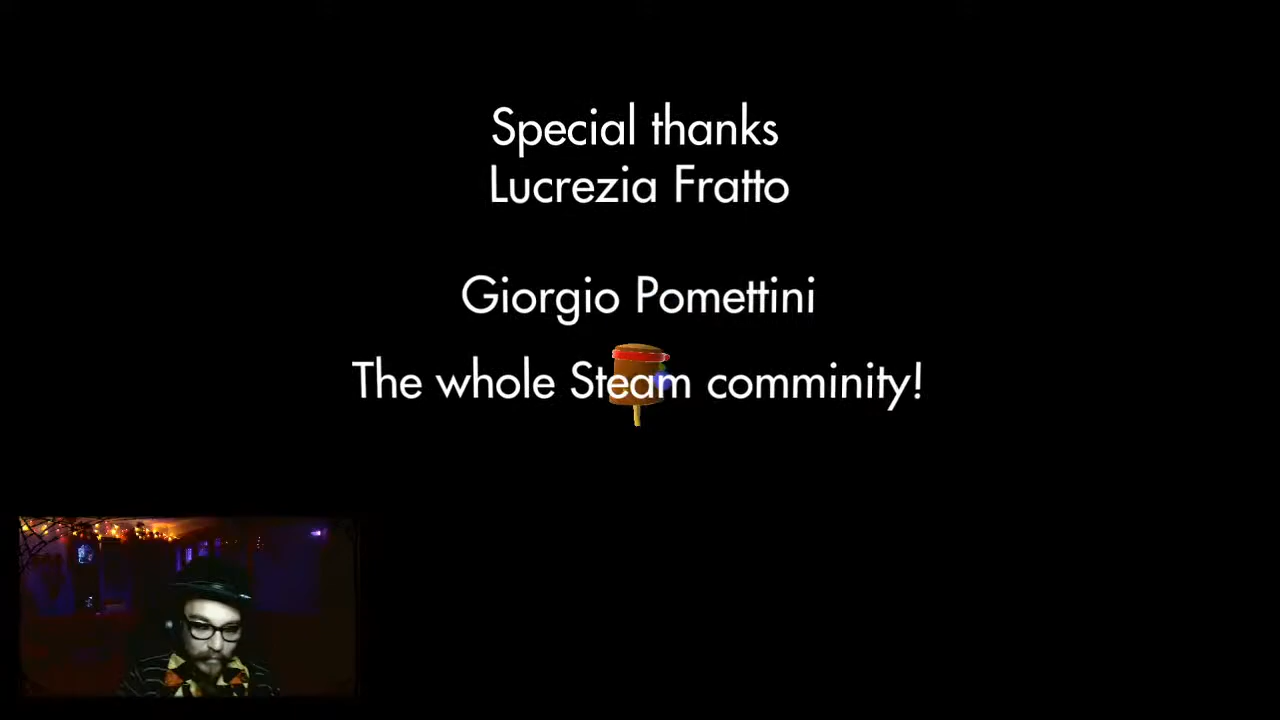 Special thanks
Lucrezia Fratto
Giorgio Pomettini
The whole Steam comminity!